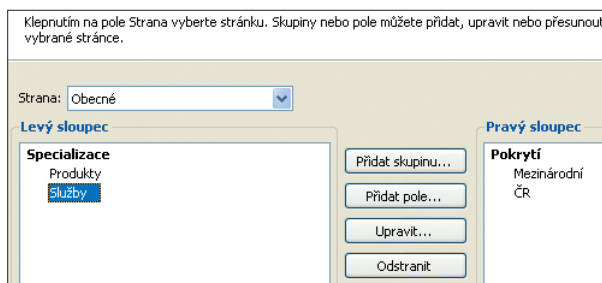 Klepnutím na pole Strana vyberte stránku. Skupiny nebo pole můžete přidat, upravit nebo přesunout
vybrané stránce.
Strana: Obecné
Levý sloupec
Specializace
Produkty
Služby
Přidat skupinu...
Přidat pole...
Upravit...
Odstranit
Pravý sloupec
Pokrytí
Mezinárodní
ČR